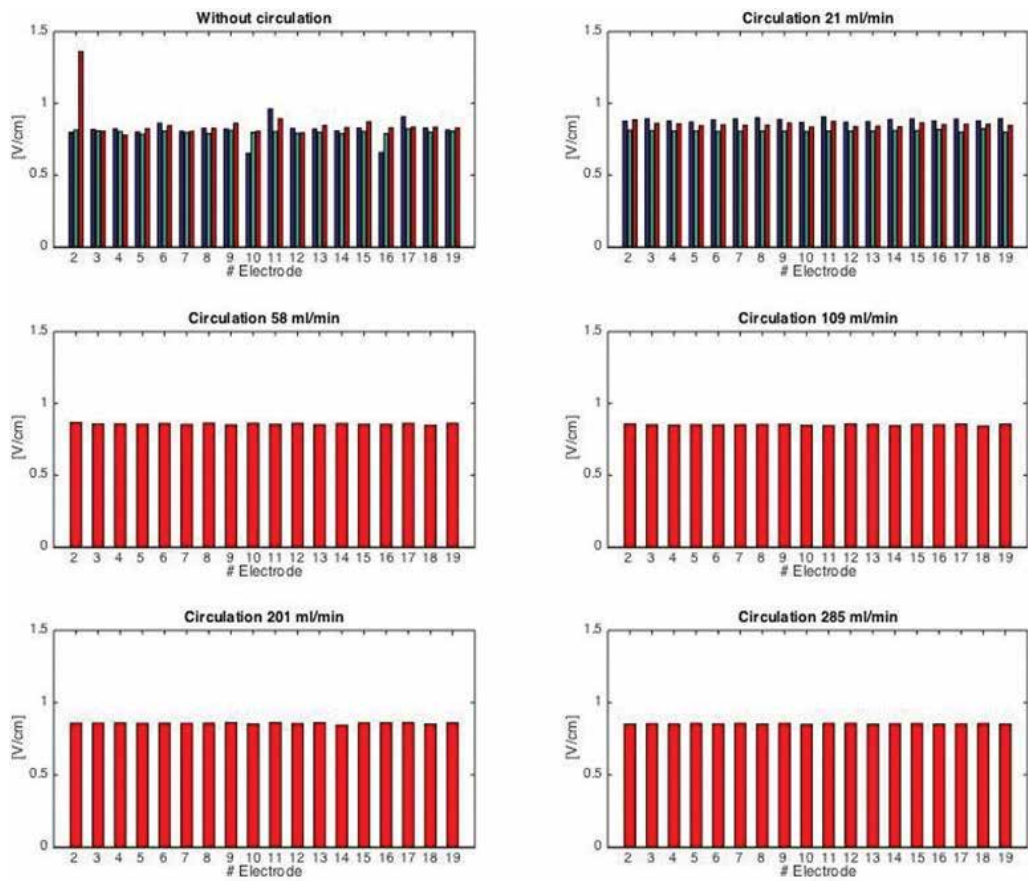 Without circulation
1.5
1
0.5
0
[V/cm]
2 3 4 5 6 7 8 9 10 11 12 13 14 15 16 17 18 19
# Electrode
Circulation 21 ml/min
1.5
1
0.5
0
[V/cm]
2 3 4 5 6 7 8 9 10 11 12 13 14 15 16 17 18 19
# Electrode
Circulation 58 ml/min
1.5
1
0.5
0
[V/cm]
2 3 4 5 6 7 8 9 10 11 12 13 14 15 16 17 18 19
# Electrode
Circulation 109 ml/min
1.5
1
0.5
0
[V/cm]
2 3 4 5 6 7 8 9 10 11 12 13 14 15 16 17 18 19
# Electrode
Circulation 201 ml/min
1.5
1
0.5
0
[V/cm]
2 3 4 5 6 7 8 9 10 11 12 13 14 15 16 17 18 19
# Electrode
Circulation 285 ml/min
1.5
1
0.5
0
[V/cm]
2 3 4 5 6 7 8 9 10 11 12 13 14 15 16 17 18 19
# Electrode